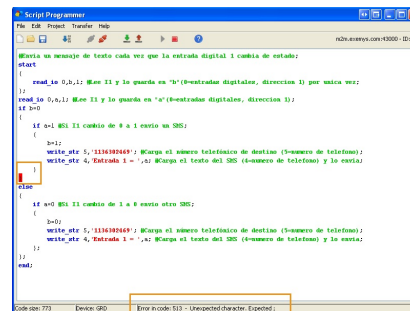 Script Programmer
File Edit Project Transfer Help
m2m.exemys.com:43000 - ID:
@Envia un mensaje de texto cada vez que la entrada digital 1 cambia de estado;
start
(
read_io 0,b,1; @Lee I1 y lo guarda en "b"(0=entradas digitales, direccion 1) por unica vez;
);
read_io 0,a,1; @Lee I1 y lo guarda en "a"(0=entradas digitales, direccion 1);
if b=0
(
if a=1 @Si I1 cambio de 0 a 1 envio un SMS;
(
b=1;
write_str 5,'1136302069'; @Carga el número telefónico de destino (5=numero de telefono);
write_str 4,'Entrada 1 = ',a; @Carga el texto del SMS (4=numero de telefono) y lo envia;
)
)
else
(
if a=0 @Si I1 cambio de 1 a 0 envio otro SMS;
(
b=0;
write_str 5,'1136302069'; @Carga el número telefónico de destino (5=numero de telefono);
write_str 4,'Entrada 1 = ',a; @Carga el texto del SMS (4=numero de telefono) y lo envia;
);
);
end;
Code size: 773 Device: GRD Error in code: 513 - Unexpected character. Expected ;